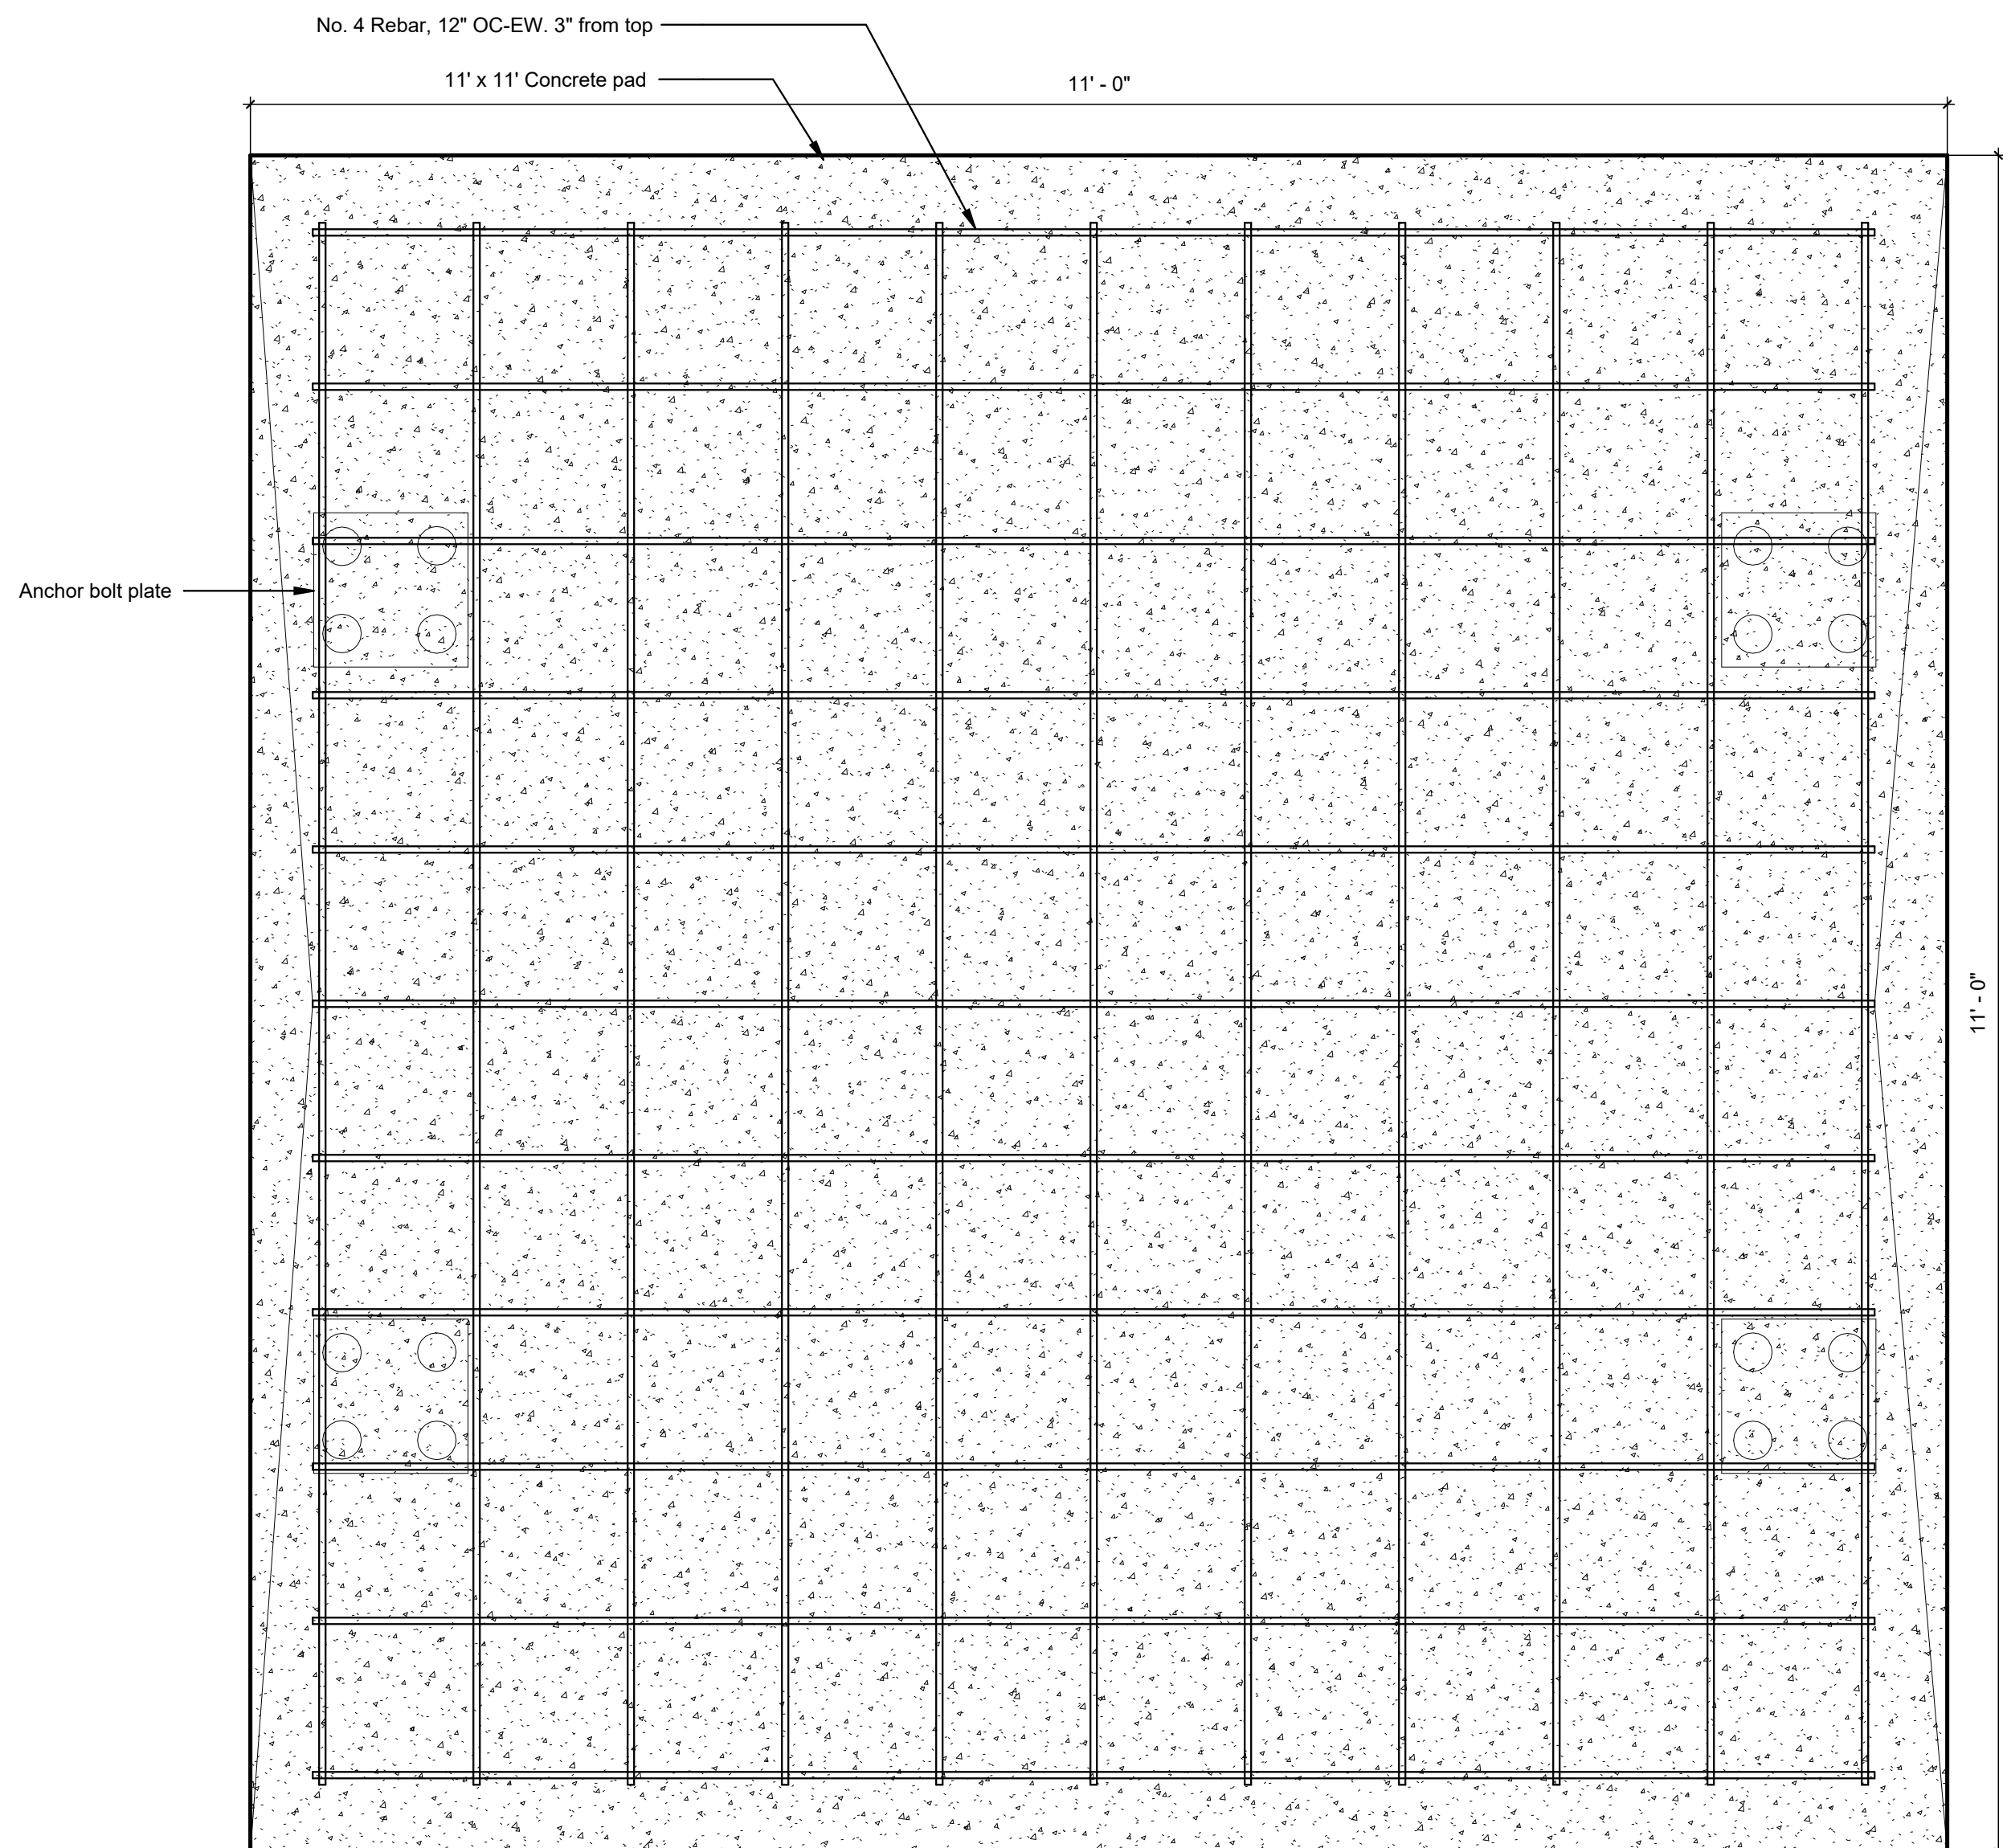 No. 4 Rebar, 12" OC-EW. 3" from top
11' x 11' Concrete pad
11' - 0"
Anchor bolt plate
11' - 0"